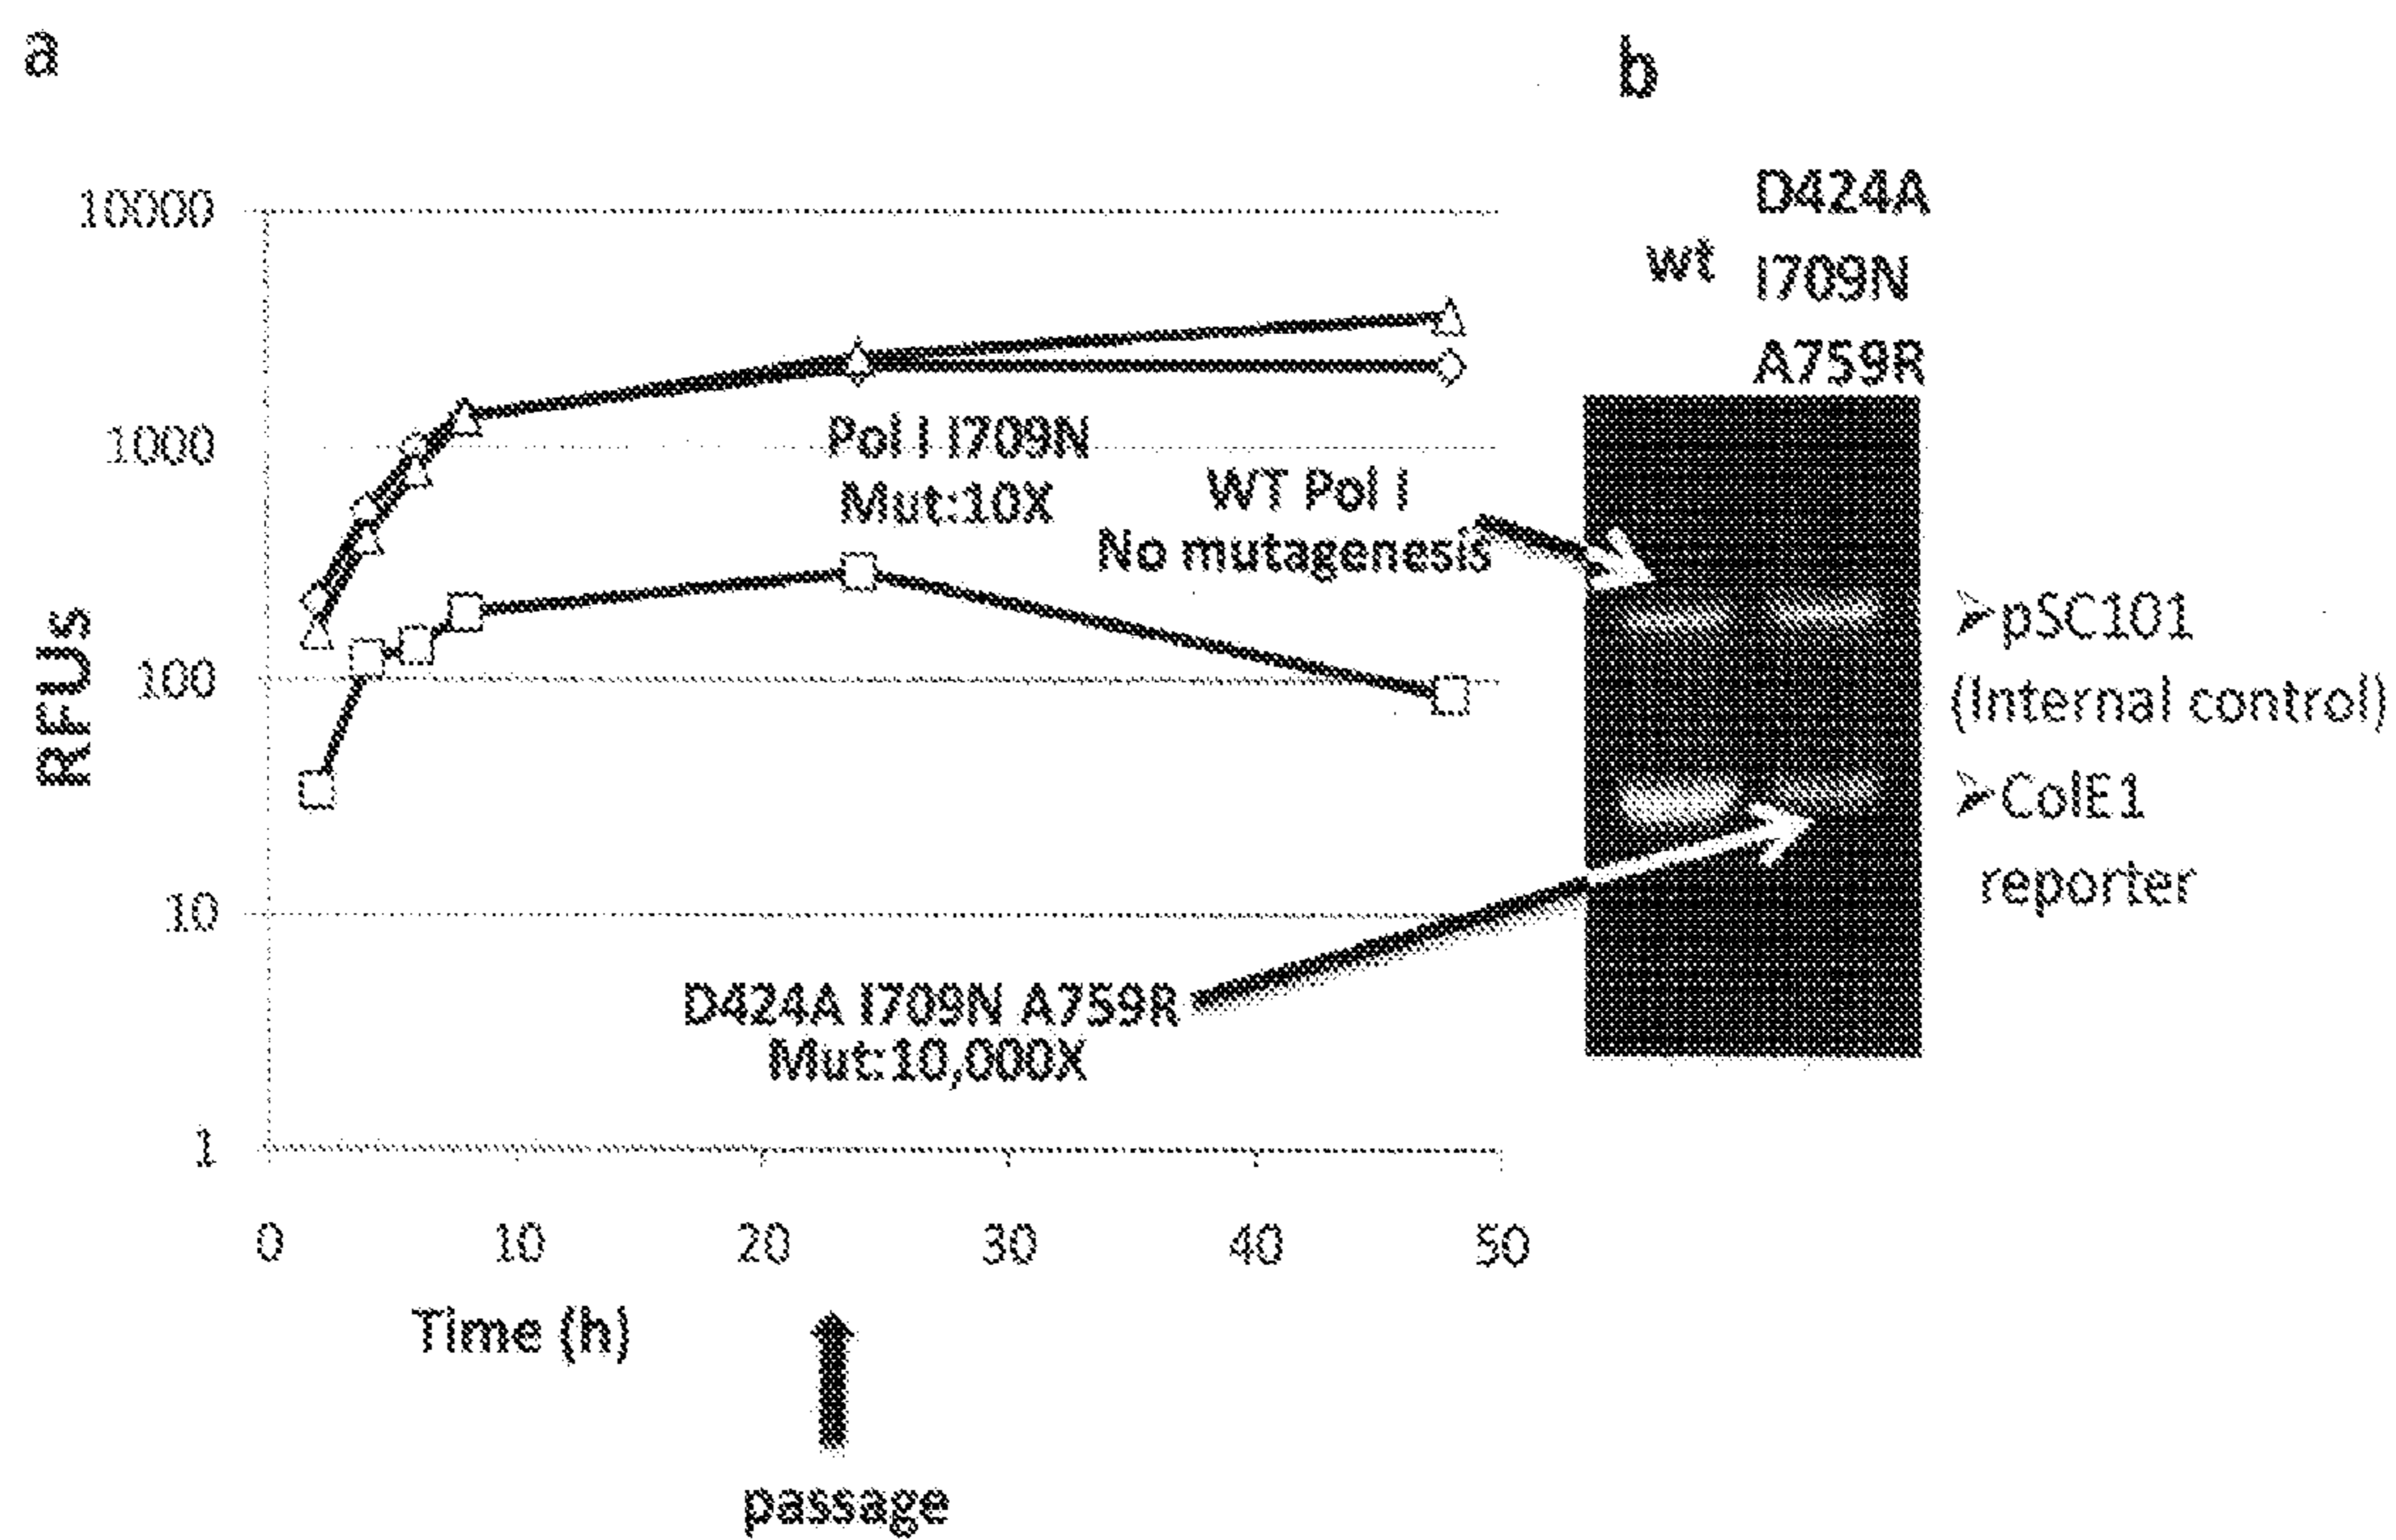 a
b
10000
1000
100
10
1
RFUs
0 10 20 30 40 50
Time (h)
passage
Pol I I709N
Mut:10X
WT Pol I
No mutagenesis
D424A I709N A759R
Mut:10,000X
wt
D424A
I709N
A759R
pSC101
(Internal control)
ColE1
reporter